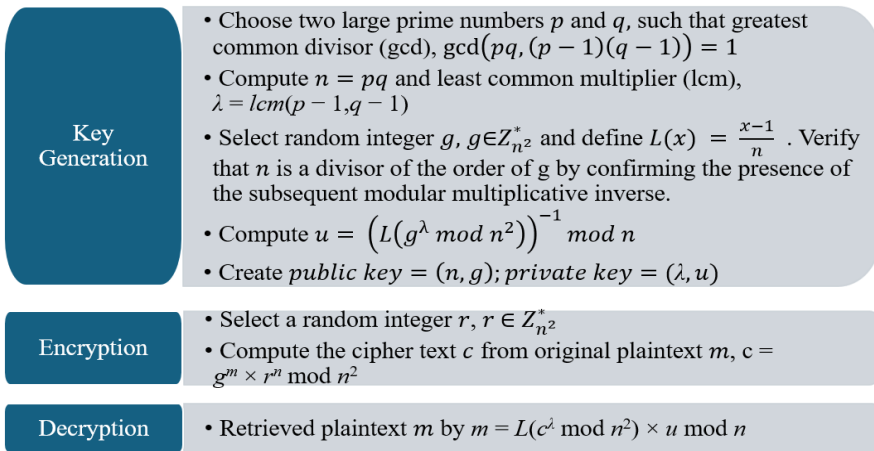 Key
Generation
• Choose two large prime numbers 𝑝 and 𝑞, such that greatest
common divisor (gcd), gcd(𝑝𝑞, (𝑝 − 1)(𝑞 − 1)) = 1
• Compute 𝑛 = 𝑝𝑞 and least common multiplier (lcm),
λ = lcm(p − 1,q − 1)
• Select random integer 𝑔, 𝑔∈𝑍*ₙ² and define 𝐿(𝑥) = (𝑥−1)/𝑛 . Verify
that 𝑛 is a divisor of the order of g by confirming the presence of
the subsequent modular multiplicative inverse.
• Compute 𝑢 = (𝐿(𝑔^λ 𝑚𝑜𝑑 𝑛²))⁻¹ 𝑚𝑜𝑑 𝑛
• Create 𝑝𝑢𝑏𝑙𝑖𝑐 𝑘𝑒𝑦 = (𝑛, 𝑔); 𝑝𝑟𝑖𝑣𝑎𝑡𝑒 𝑘𝑒𝑦 = (λ, 𝑢)
Encryption
• Select a random integer 𝑟, 𝑟 ∈ 𝑍*ₙ²
• Compute the cipher text 𝑐 from original plaintext 𝑚, c =
gᵐ × rⁿ mod n²
Decryption
• Retrieved plaintext 𝑚 by 𝑚 = L(c^λ mod n²) × u mod n